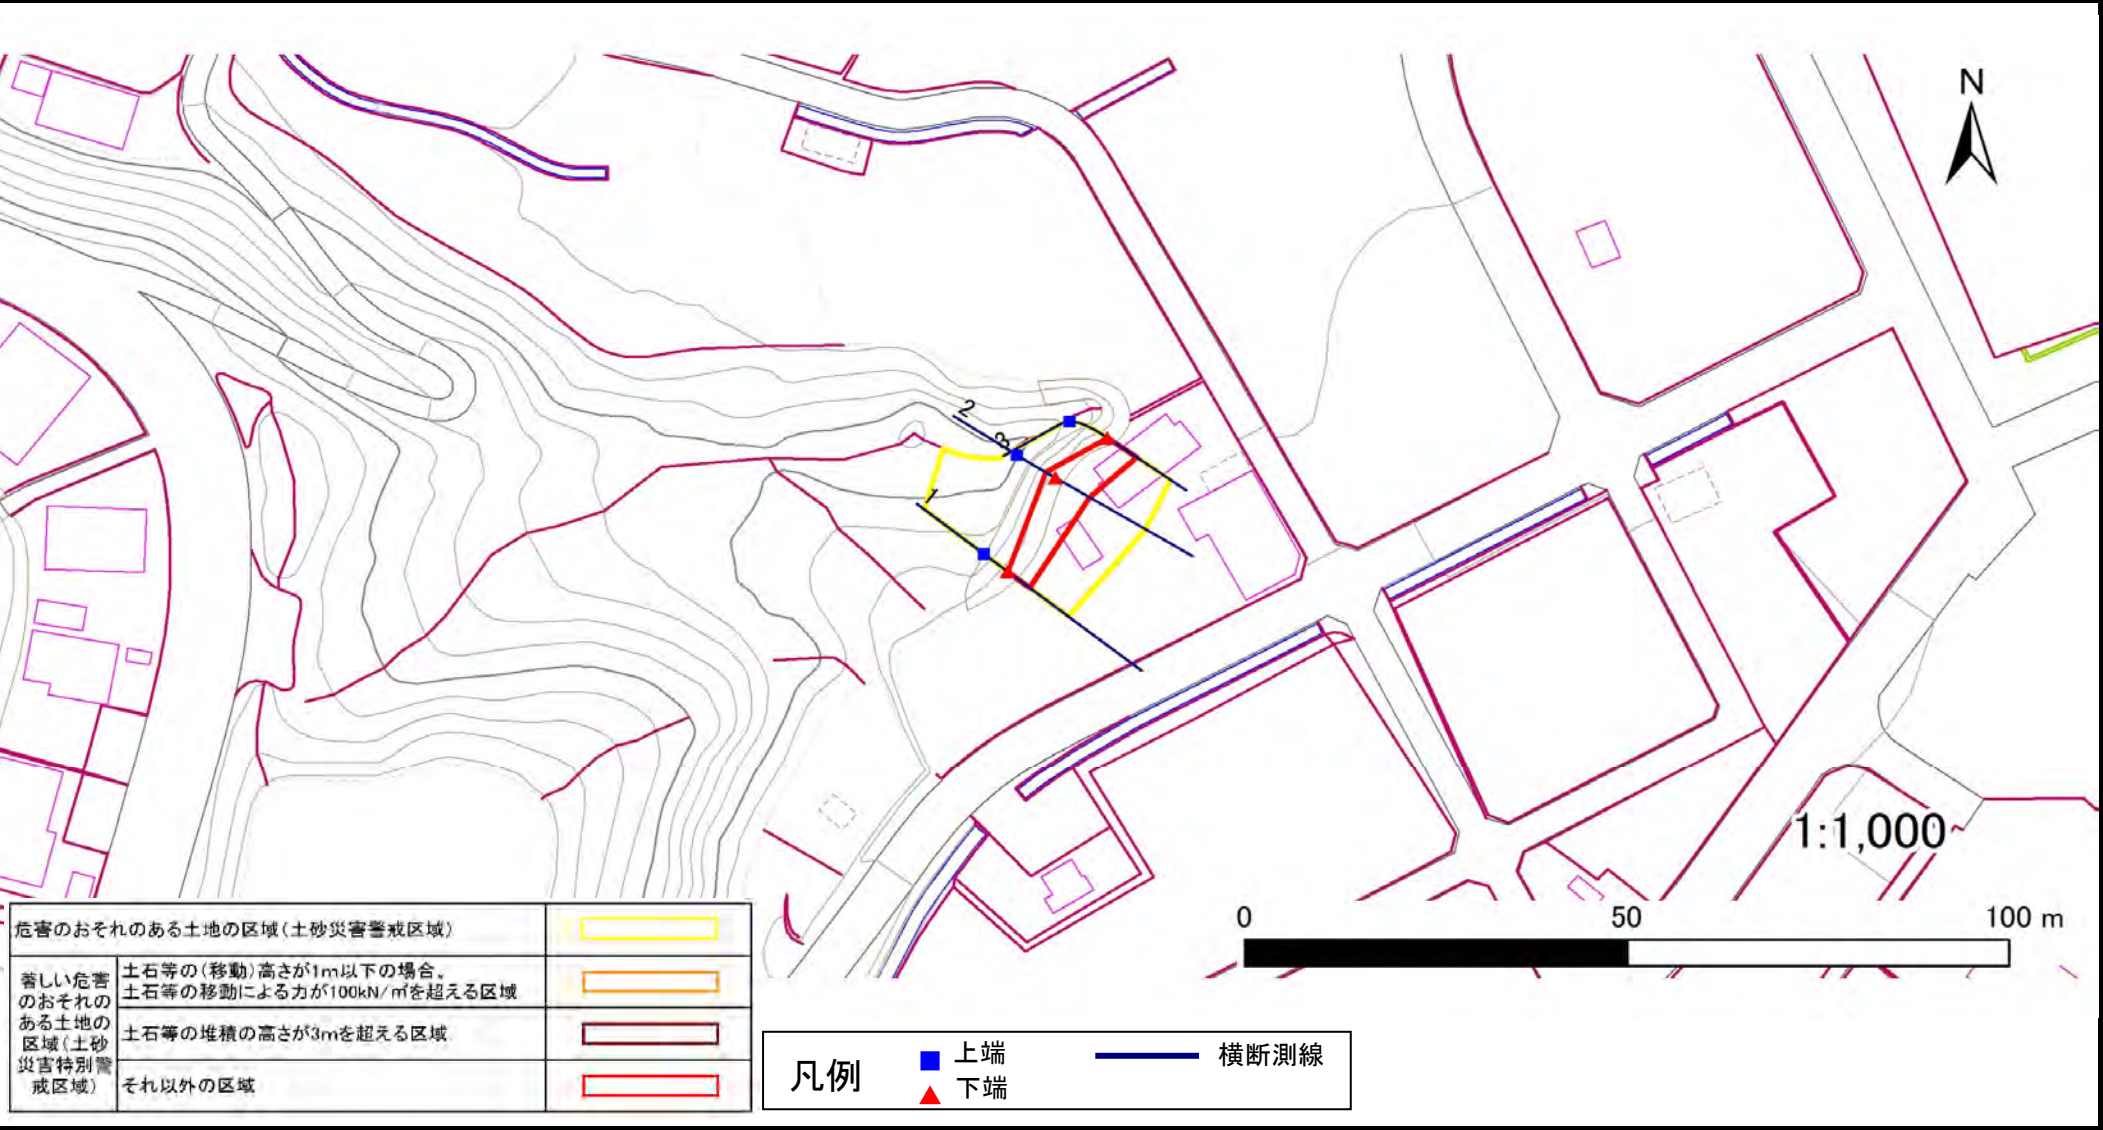 N
2
3
1
1:1,000
0 50 100 m
危害のおそれのある土地の区域(土砂災害警戒区域)
著しい危害
のおそれの
ある土地の
区域(土砂
災害特別警
戒区域)
土石等の(移動)高さが1m以下の場合、
土石等の移動による力が100kN/㎡を超える区域
土石等の堆積の高さが3mを超える区域
それ以外の区域
凡例
上端
下端
横断測線